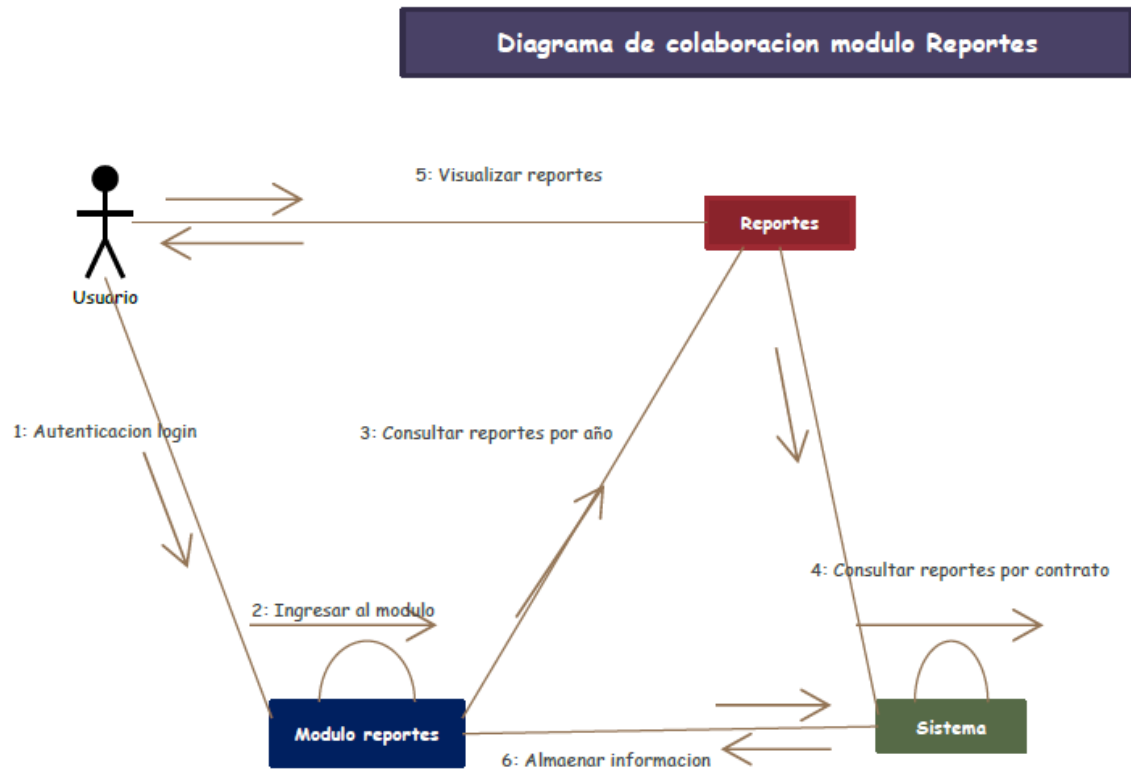 Diagrama de colaboracion modulo Reportes
5: Visualizar reportes
Reportes
Usuario
1: Autenticacion login
3: Consultar reportes por año
4: Consultar reportes por contrato
2: Ingresar al modulo
Modulo reportes
Sistema
6: Almaenar informacion